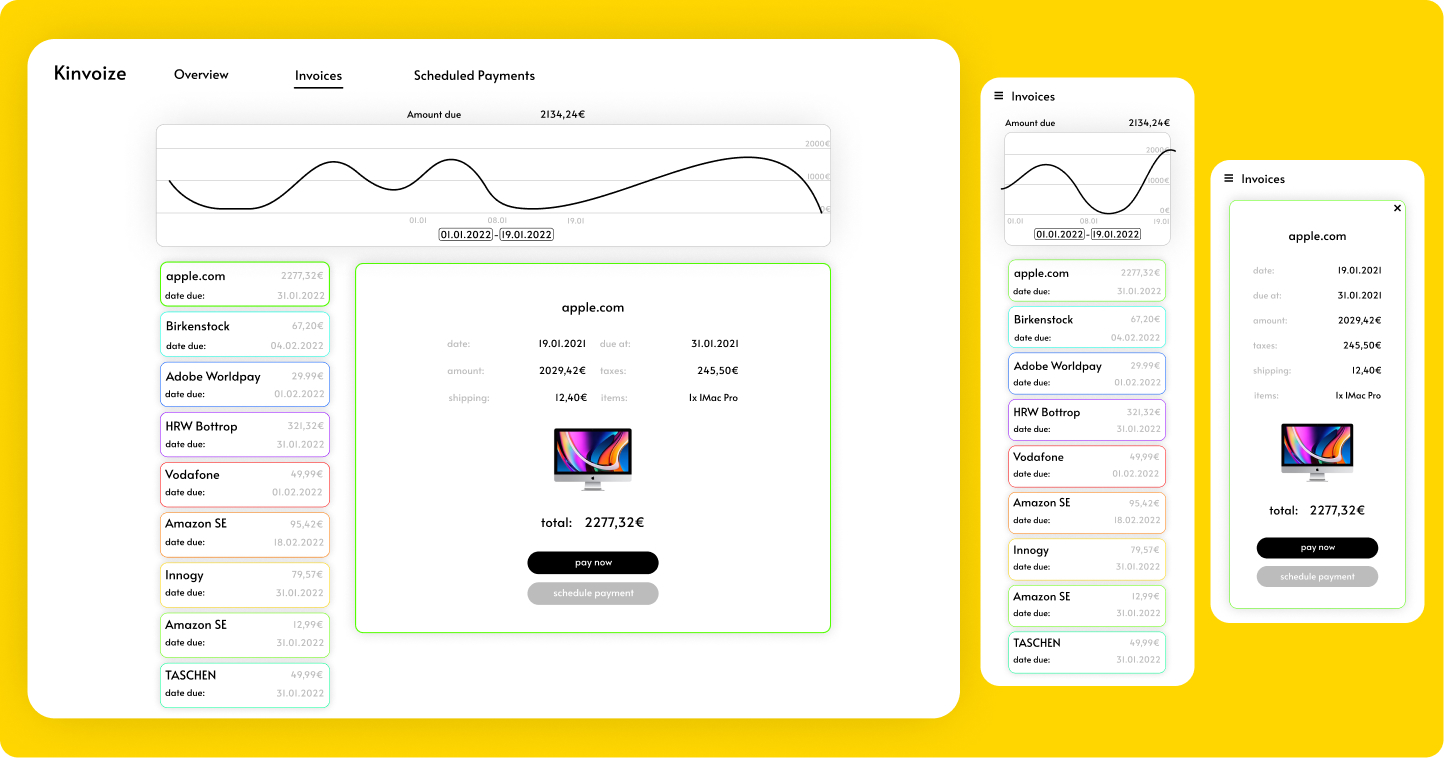 Kinvoize Overview Invoices Scheduled Payments
Amount due 2134,24€
2000€
1000€
0€
01.01 08.01 19.01
01.01.2022-19.01.2022
apple.com 2277,32€
date due: 31.01.2022
Birkenstock 67,20€
date due: 04.02.2022
Adobe Worldpay 29.99€
date due: 01.02.2022
HRW Bottrop 321,32€
date due: 31.01.2022
Vodafone 49,99€
date due: 01.02.2022
Amazon SE 95,42€
date due: 18.02.2022
Innogy 79,57€
date due: 31.01.2022
Amazon SE 12,99€
date due: 31.01.2022
TASCHEN 49,99€
date due: 31.01.2022
apple.com
date: 19.01.2021 due at: 31.01.2021
amount: 2029,42€ taxes: 245,50€
shipping: 12,40€ items: 1x IMac Pro
total: 2277,32€
pay now
schedule payment
Invoices
Amount due 2134,24€
2000€
1000€
0€
01.01 08.01 19.01
01.01.2022-19.01.2022
apple.com 2277,32€
date due: 31.01.2022
Birkenstock 67,20€
date due: 04.02.2022
Adobe Worldpay 29.99€
date due: 01.02.2022
HRW Bottrop 321,32€
date due: 31.01.2022
Vodafone 49,99€
date due: 01.02.2022
Amazon SE 95,42€
date due: 18.02.2022
Innogy 79,57€
date due: 31.01.2022
Amazon SE 12,99€
date due: 31.01.2022
TASCHEN 49,99€
date due: 31.01.2022
Invoices
apple.com
date: 19.01.2021
due at: 31.01.2021
amount: 2029,42€
taxes: 245,50€
shipping: 12,40€
items: 1x IMac Pro
total: 2277,32€
pay now
schedule payment